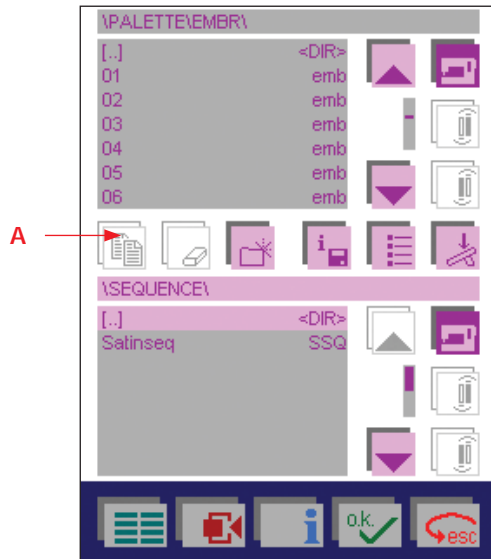 \PALETTE\EMBR\
[..] <DIR>
01 emb
02 emb
03 emb
04 emb
05 emb
06 emb
A
i
\SEQUENCE\
[..] <DIR>
Satinseq SSQ
i
o.k.
esc